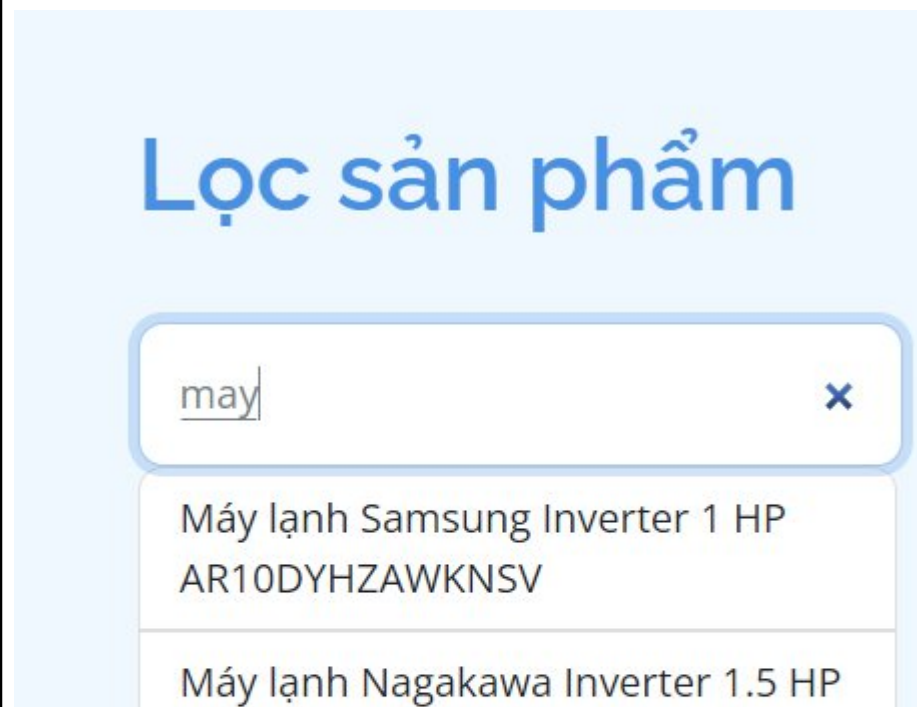 Lọc sản phẩm
may
Máy lạnh Samsung Inverter 1 HP
AR10DYHZAWKNSV
Máy lạnh Nagakawa Inverter 1.5 HP